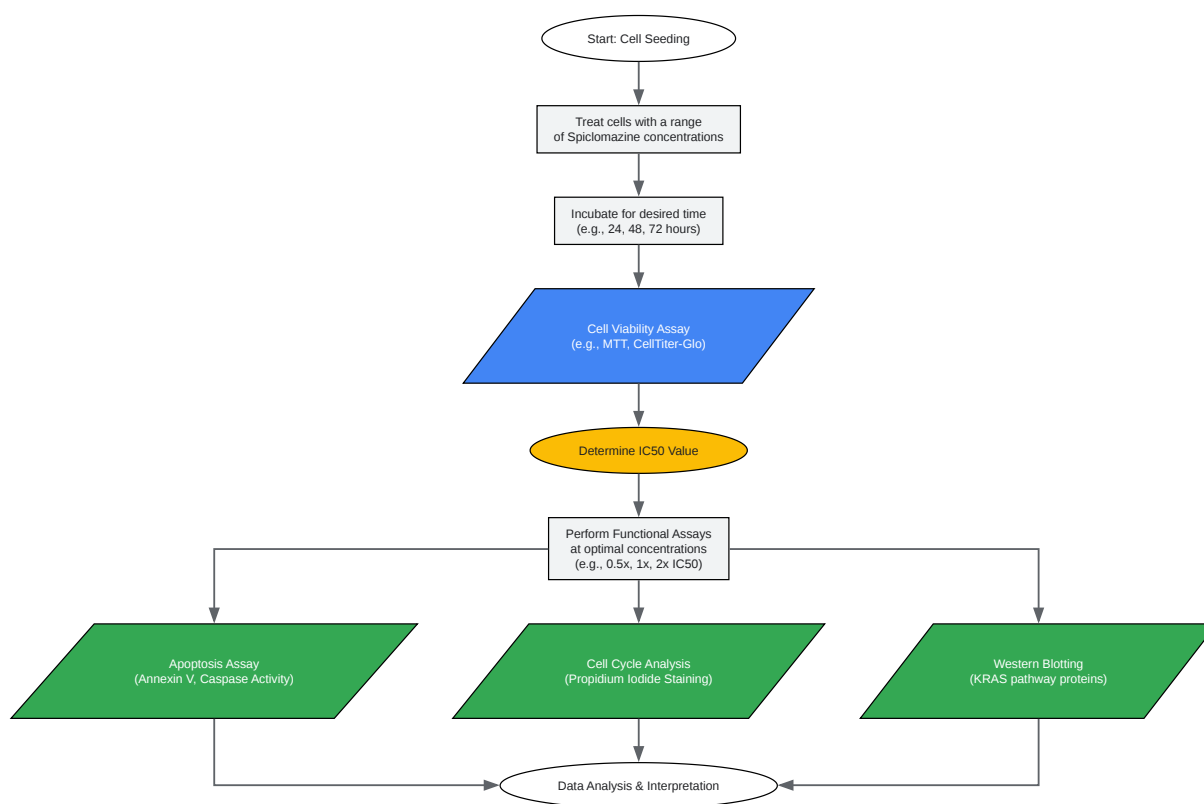 Start: Cell Seeding
Treat cells with a range
of Spiclomazine concentrations
Incubate for desired time
(e.g., 24, 48, 72 hours)
Cell Viability Assay
(e.g., MTT, CellTiter-Glo)
Determine IC50 Value
Perform Functional Assays
at optimal concentrations
(e.g., 0.5x, 1x, 2x IC50)
Apoptosis Assay
(Annexin V, Caspase Activity)
Cell Cycle Analysis
(Propidium Iodide Staining)
Western Blotting
(KRAS pathway proteins)
Data Analysis & Interpretation